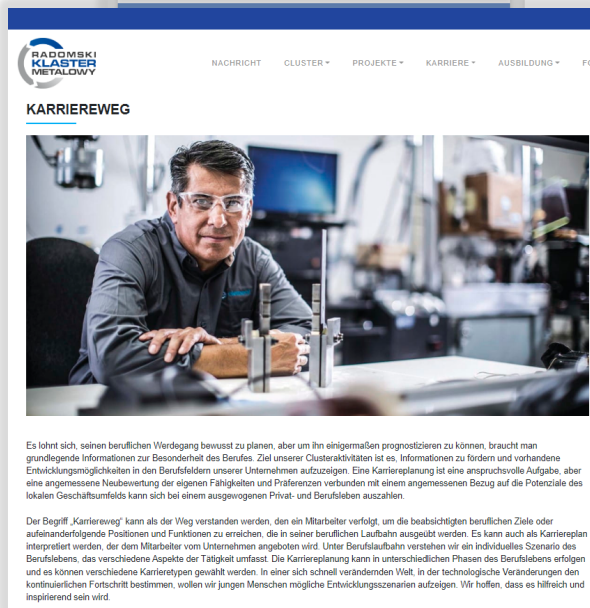 RADOMSKI
KLASTER
METALOWY
NACHRICHT CLUSTER PROJEKTE KARRIERE AUSBILDUNG FO
KARRIEREWEG
Es lohnt sich, seinen beruflichen Werdegang bewusst zu planen, aber um ihn einigermaßen prognostizieren zu können, braucht man
grundlegende Informationen zur Besonderheit des Berufes. Ziel unserer Clusteraktivitäten ist es, Informationen zu fördern und vorhandene
Entwicklungsmöglichkeiten in den Berufsfeldern unserer Unternehmen aufzuzeigen. Eine Karriereplanung ist eine anspruchsvolle Aufgabe, aber
eine angemessene Neubewertung der eigenen Fähigkeiten und Präferenzen verbunden mit einem angemessenen Bezug auf die Potenziale des
lokalen Geschäftsumfelds kann sich bei einem ausgewogenen Privat- und Berufsleben auszahlen.
Der Begriff „Karriereweg" kann als der Weg verstanden werden, den ein Mitarbeiter verfolgt, um die beabsichtigten beruflichen Ziele oder
aufeinanderfolgende Positionen und Funktionen zu erreichen, die in seiner beruflichen Laufbahn ausgeübt werden. Es kann auch als Karriereplan
interpretiert werden, der dem Mitarbeiter vom Unternehmen angeboten wird. Unter Berufslaufbahn verstehen wir ein individuelles Szenario des
Berufslebens, das verschiedene Aspekte der Tätigkeit umfasst. Die Karriereplanung kann in unterschiedlichen Phasen des Berufslebens erfolgen
und es können verschiedene Karrieretypen gewählt werden. In einer sich schnell verändernden Welt, in der technologische Veränderungen den
kontinuierlichen Fortschritt bestimmen, wollen wir jungen Menschen mögliche Entwicklungsszenarien aufzeigen. Wir hoffen, dass es hilfreich und
inspirierend sein wird.